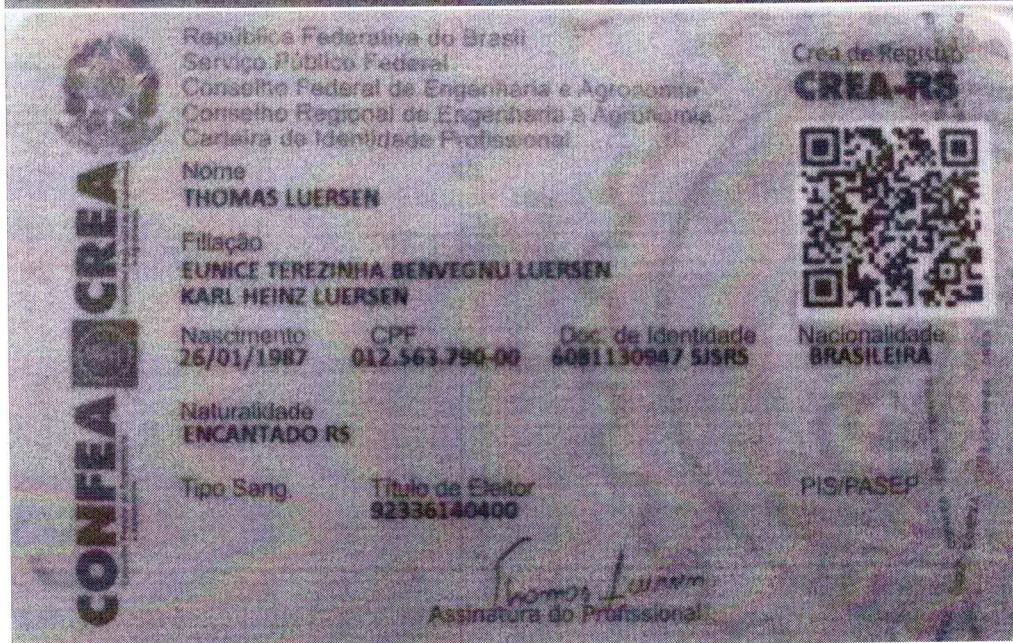 República Federativa do Brasil
Serviço Público Federal
Conselho Federal de Engenharia e Agronomia
Conselho Regional de Engenharia e Agronomia
Carteira de Identidade Profissional
Crea de Registro
CREA-RS
Nome
THOMAS LUERSEN
Filiação
EUNICE TEREZINHA BENVEGNU LUERSEN
KARL HEINZ LUERSEN
Nascimento CPF Doc. de Identidade Nacionalidade
26/01/1987 012.563.790-00 6081130947 SJSRS BRASILEIRA
Naturalidade
ENCANTADO RS
Tipo Sang. Título de Eleitor PIS/PASEP
92336140400
Thomas Luersen
Assinatura do Profissional
CONFEA CREA